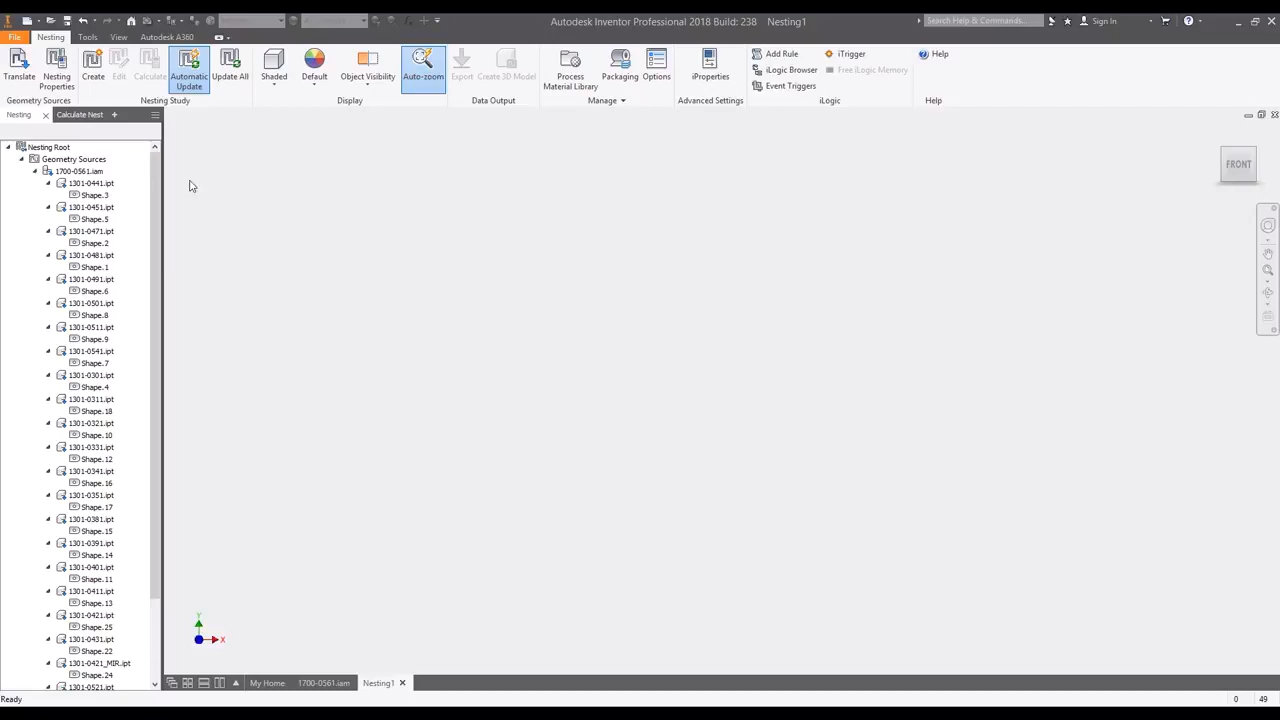 Autodesk Inventor Professional 2018 Build: 238 Nesting1
Search Help & Commands...
Sign In
File
Nesting
Tools
View
Autodesk A360
Translate
Nesting Properties
Create
Edit
Calculate
Automatic Update
Update All
Shaded
Default
Object Visibility
Auto-zoom
Export
Create 3D Model
Process Material Library
Packaging
Options
iProperties
Add Rule
iLogic Browser
Event Triggers
iTrigger
Free iLogic Memory
Help
Geometry Sources
Nesting Study
Display
Data Output
Manage
Advanced Settings
iLogic
Help
Nesting
Calculate Nest
Nesting Root
Geometry Sources
1700-0561.iam
1301-0441.ipt
Shape.3
1301-0451.ipt
Shape.5
1301-0471.ipt
Shape.2
1301-0481.ipt
Shape.1
1301-0491.ipt
Shape.6
1301-0501.ipt
Shape.8
1301-0511.ipt
Shape.9
1301-0541.ipt
Shape.7
1301-0301.ipt
Shape.4
1301-0311.ipt
Shape.18
1301-0321.ipt
Shape.10
1301-0331.ipt
Shape.12
1301-0341.ipt
Shape.16
1301-0351.ipt
Shape.17
1301-0381.ipt
Shape.15
1301-0391.ipt
Shape.14
1301-0401.ipt
Shape.11
1301-0411.ipt
Shape.13
1301-0421.ipt
Shape.25
1301-0431.ipt
Shape.22
1301-0421_MIR.ipt
Shape.24
1301-0521.ipt
FRONT
Y
X
My Home
1700-0561.iam
Nesting1
Ready
0
49